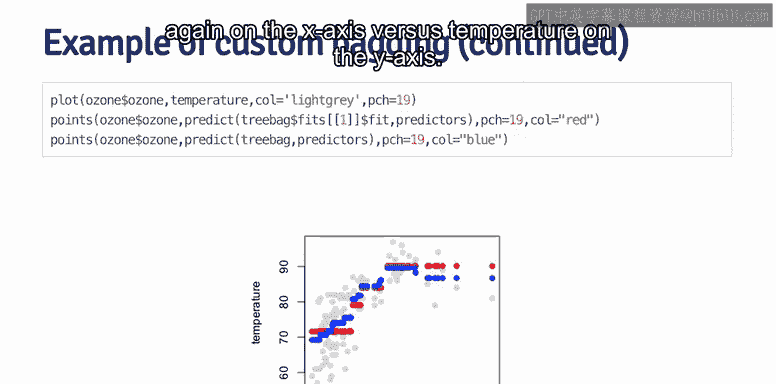 again on the x-axis versus temperature on
the y-axis.
Example of custom bagging (continued)
plot(ozone$ozone,temperature,col='lightgrey',pch=19)
points(ozone$ozone,predict(treebag$fits[[1]]$fit,predictors),pch=19,col="red")
points(ozone$ozone,predict(treebag,predictors),pch=19,col="blue")
temperature
90
80
70
60